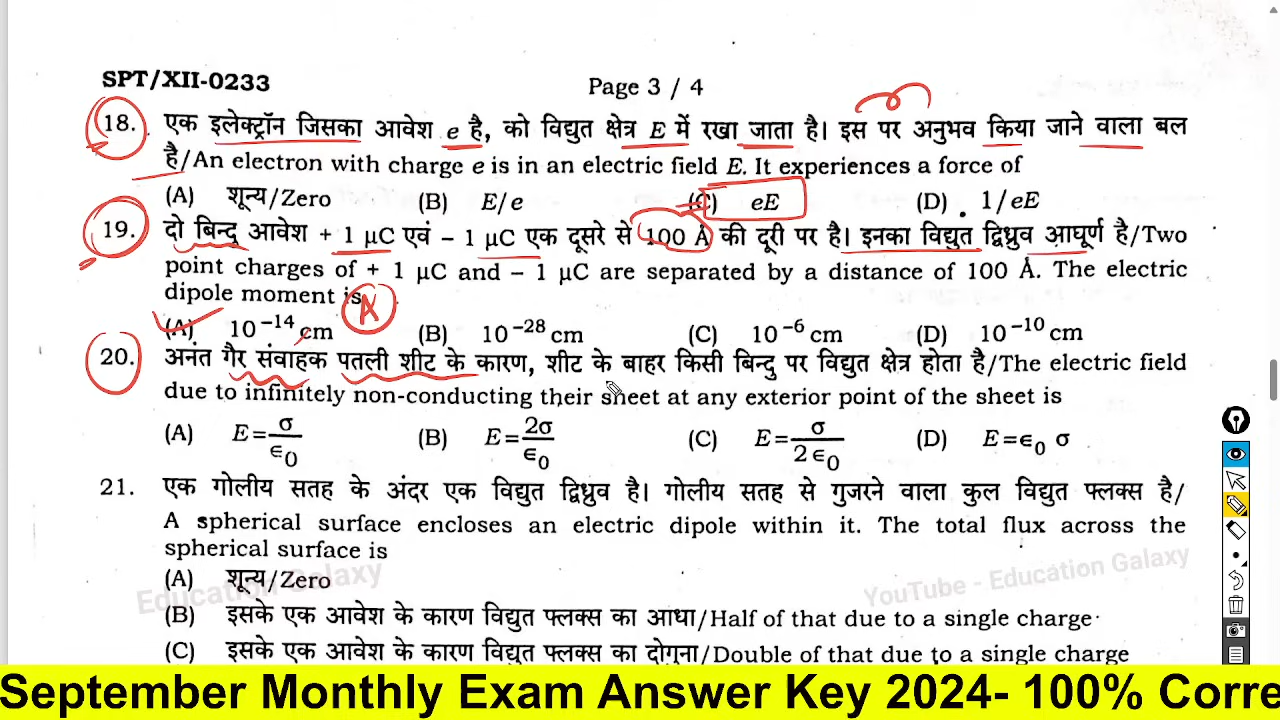 SPT/XII-0233
Page 3 / 4
18. एक इलेक्ट्रॉन जिसका आवेश e है, को विद्युत क्षेत्र E में रखा जाता है। इस पर अनुभव किया जाने वाला बल
है/An electron with charge e is in an electric field E. It experiences a force of
(A) शून्य/Zero (B) E/e (C) eE (D) 1/eE
19. दो बिन्दु आवेश + 1 μC एवं – 1 μC एक दूसरे से 100 Å की दूरी पर है। इनका विद्युत द्विध्रुव आघूर्ण है/Two
point charges of + 1 μC and – 1 μC are separated by a distance of 100 Å. The electric
dipole moment is
A
(A) 10⁻¹⁴ cm (B) 10⁻²⁸ cm (C) 10⁻⁶ cm (D) 10⁻¹⁰ cm
20. अनंत गैर संवाहक पतली शीट के कारण, शीट के बाहर किसी बिन्दु पर विद्युत क्षेत्र होता है/The electric field
due to infinitely non-conducting their sheet at any exterior point of the sheet is
(A) E=σ/ϵ₀ (B) E=2σ/ϵ₀ (C) E=σ/2ϵ₀ (D) E=ϵ₀ σ
21. एक गोलीय सतह के अंदर एक विद्युत द्विध्रुव है। गोलीय सतह से गुजरने वाला कुल विद्युत फ्लक्स है/
A spherical surface encloses an electric dipole within it. The total flux across the
spherical surface is
(A) शून्य/Zero
Education Galaxy
YouTube - Education Galaxy
(B) इसके एक आवेश के कारण विद्युत फ्लक्स का आधा/Half of that due to a single charge
(C) इसके एक आवेश के कारण विद्युत फ्लक्स का दोगुना/Double of that due to a single charge
September Monthly Exam Answer Key 2024- 100% Corre